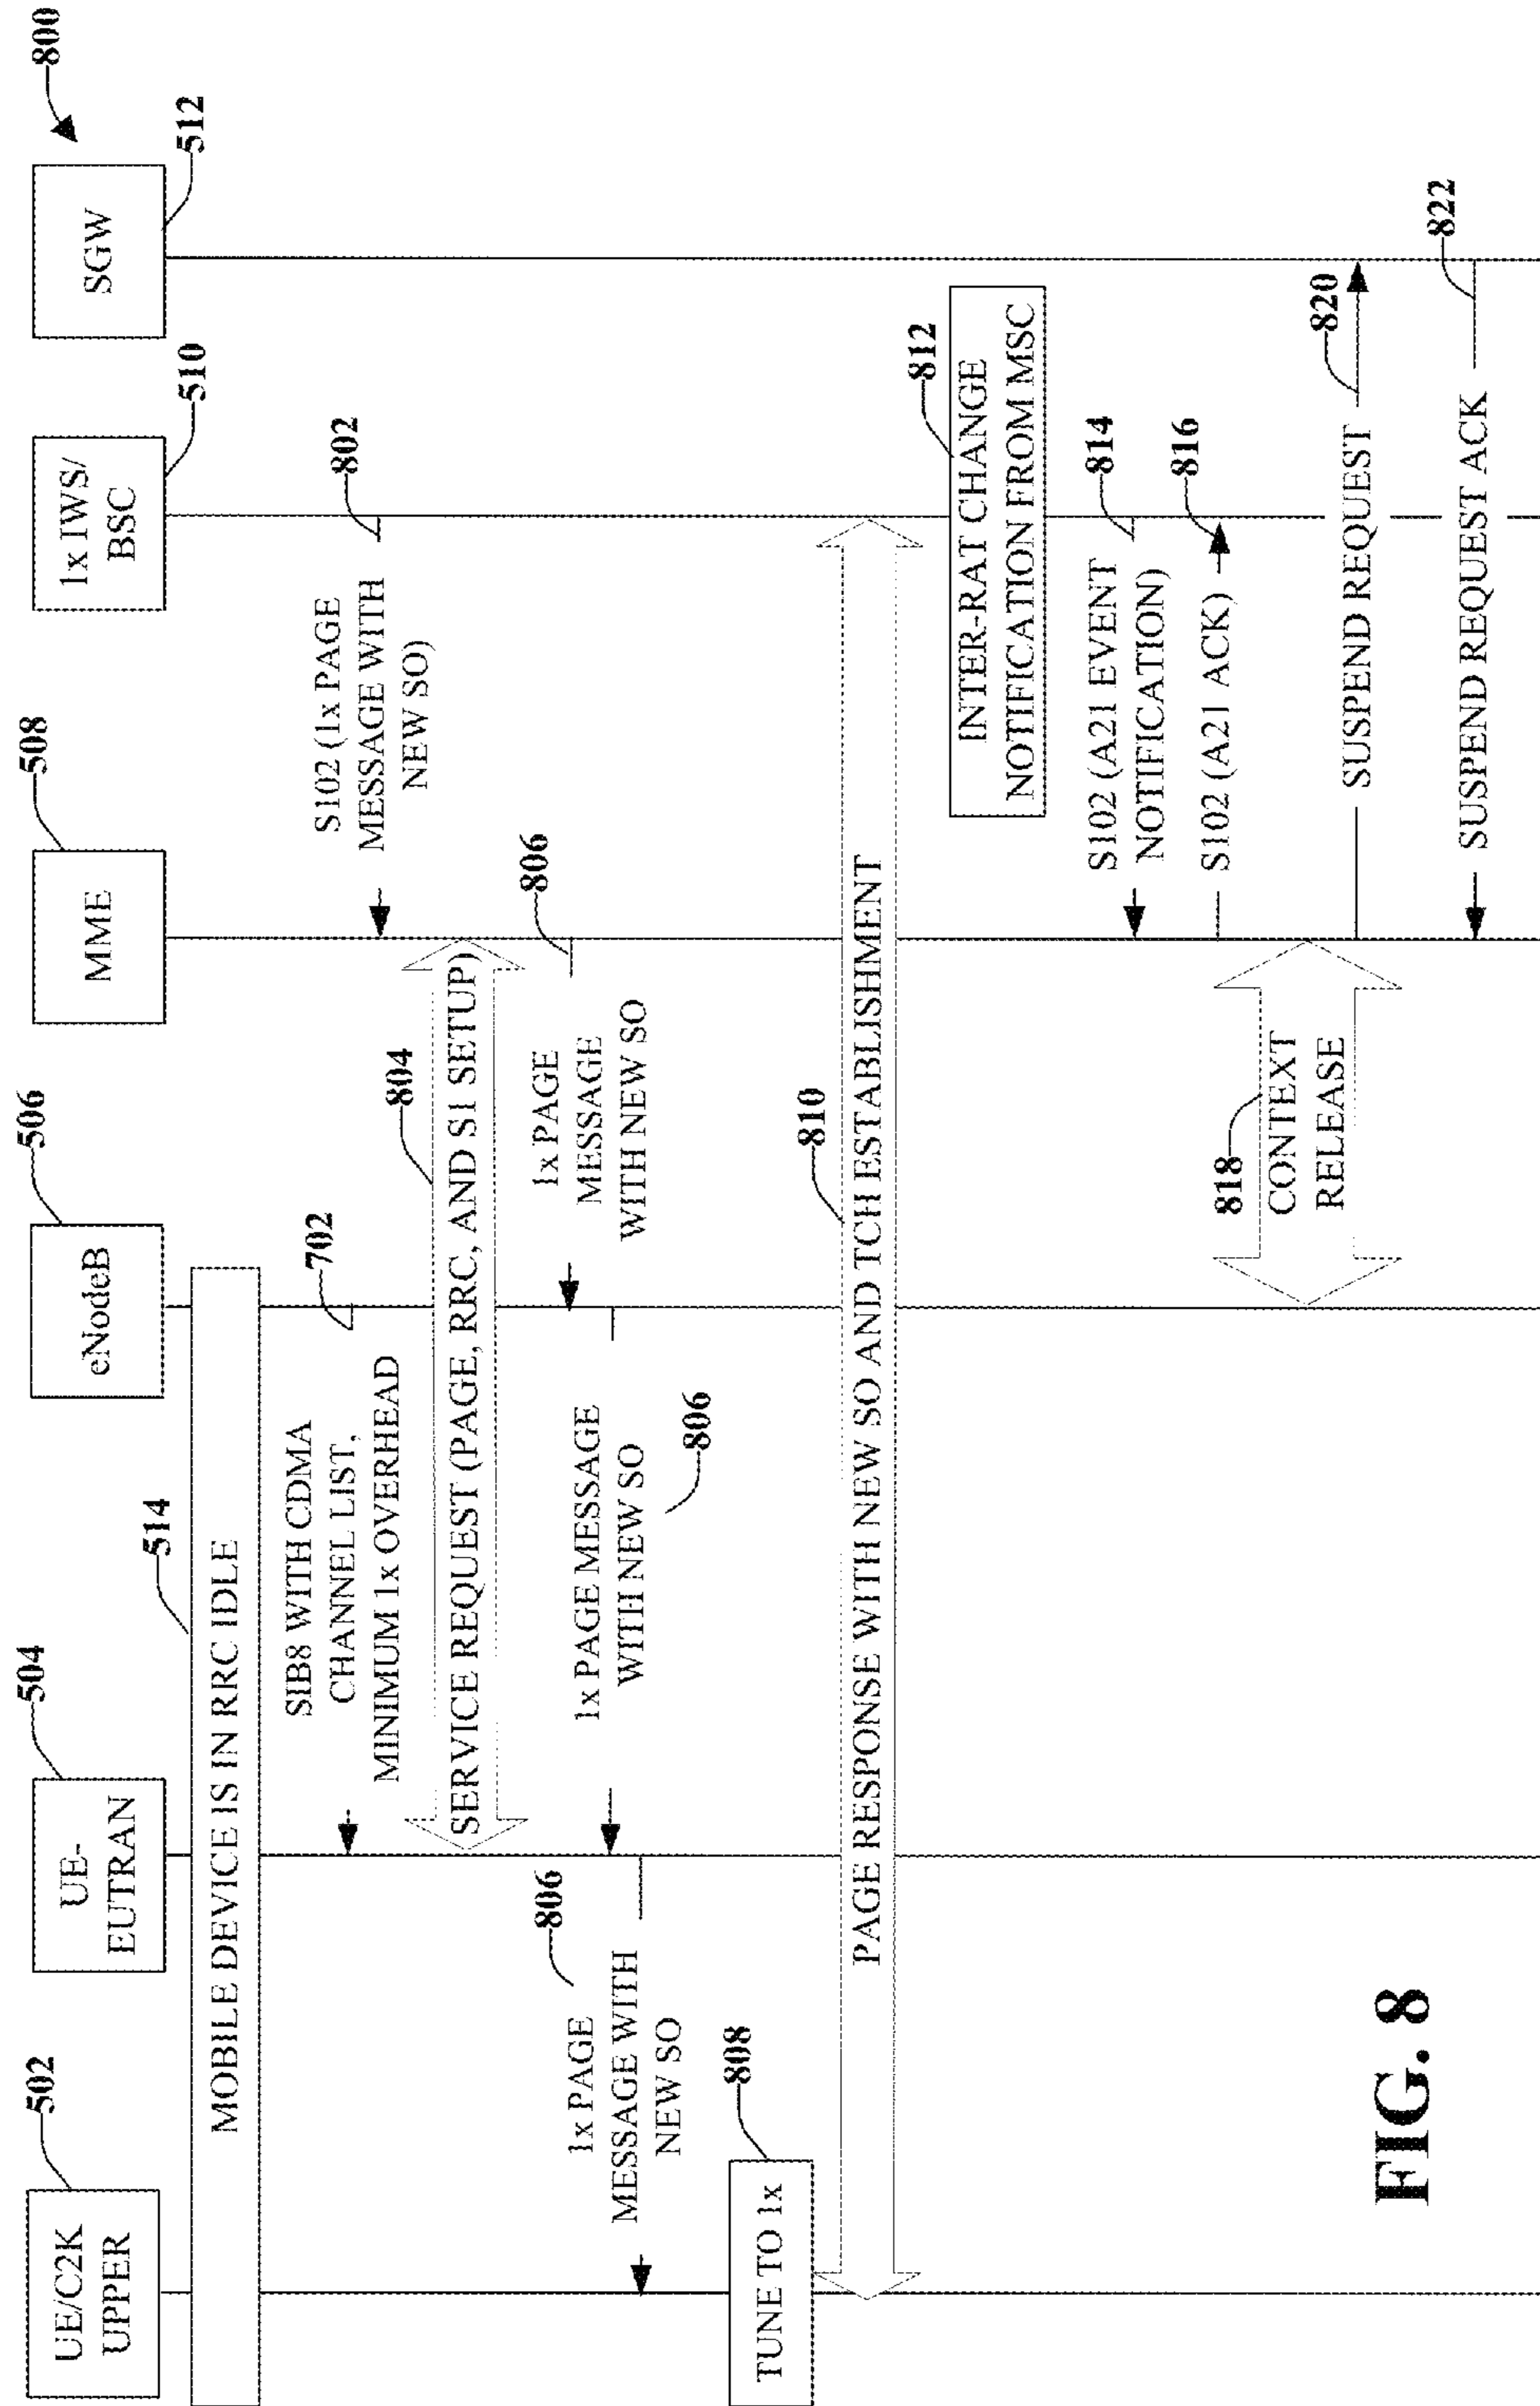 800
UE/C2K
UPPER
502
UE-
EUTRAN
504
eNodeB
506
MME
508
1x IWS/
BSC
510
SGW
512
MOBILE DEVICE IS IN RRC IDLE
514
SIB8 WITH CDMA
CHANNEL LIST,
MINIMUM 1x OVERHEAD
702
S102 (1x PAGE
MESSAGE WITH
NEW SO)
802
804
SERVICE REQUEST (PAGE, RRC, AND S1 SETUP)
806
1x PAGE
MESSAGE
WITH NEW SO
1x PAGE MESSAGE
WITH NEW SO
806
806
1x PAGE
MESSAGE WITH
NEW SO
808
TUNE TO 1x
810
PAGE RESPONSE WITH NEW SO AND TCH ESTABLISHMENT
812
INTER-RAT CHANGE
NOTIFICATION FROM MSC
S102 (A21 EVENT
NOTIFICATION)
814
S102 (A21 ACK)
816
818
CONTEXT
RELEASE
SUSPEND REQUEST
820
SUSPEND REQUEST ACK
822
FIG. 8